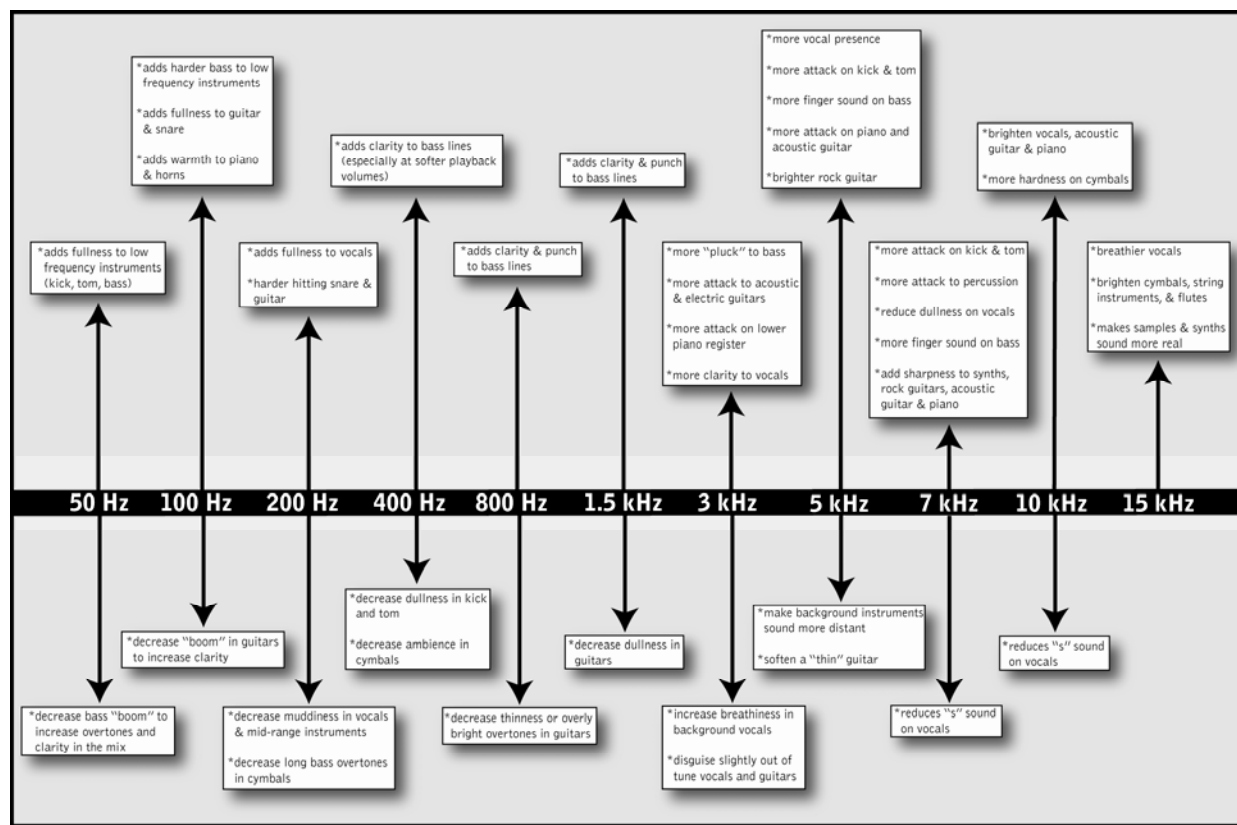 *adds harder bass to low
frequency instruments
*adds fullness to guitar
& snare
*adds warmth to piano
& horns
*adds clarity to bass lines
(especially at softer playback
volumes)
*adds clarity & punch
to bass lines
*more vocal presence
*more attack on kick & tom
*more finger sound on bass
*more attack on piano and
acoustic guitar
*brighter rock guitar
*brighten vocals, acoustic
guitar & piano
*more hardness on cymbals
*adds fullness to low
frequency instruments
(kick, tom, bass)
*adds fullness to vocals
*harder hitting snare &
guitar
*adds clarity & punch
to bass lines
*more "pluck" to bass
*more attack to acoustic
& electric guitars
*more attack on lower
piano register
*more clarity to vocals
*more attack on kick & tom
*more attack to percussion
*reduce dullness on vocals
*more finger sound on bass
*add sharpness to synths,
rock guitars, acoustic
guitar & piano
*breathier vocals
*brighten cymbals, string
instruments, & flutes
*makes samples & synths
sound more real
50 Hz 100 Hz 200 Hz 400 Hz 800 Hz 1.5 kHz 3 kHz 5 kHz 7 kHz 10 kHz 15 kHz
*decrease "boom" in guitars
to increase clarity
*decrease dullness in kick
and tom
*decrease ambience in
cymbals
*decrease dullness in
guitars
*make background instruments
sound more distant
*soften a "thin" guitar
*reduces "s" sound
on vocals
*decrease bass "boom" to
increase overtones and
clarity in the mix
*decrease muddiness in vocals
& mid-range instruments
*decrease long bass overtones
in cymbals
*decrease thinness or overly
bright overtones in guitars
*increase breathiness in
background vocals
*disguise slightly out of
tune vocals and guitars
*reduces "s" sound
on vocals